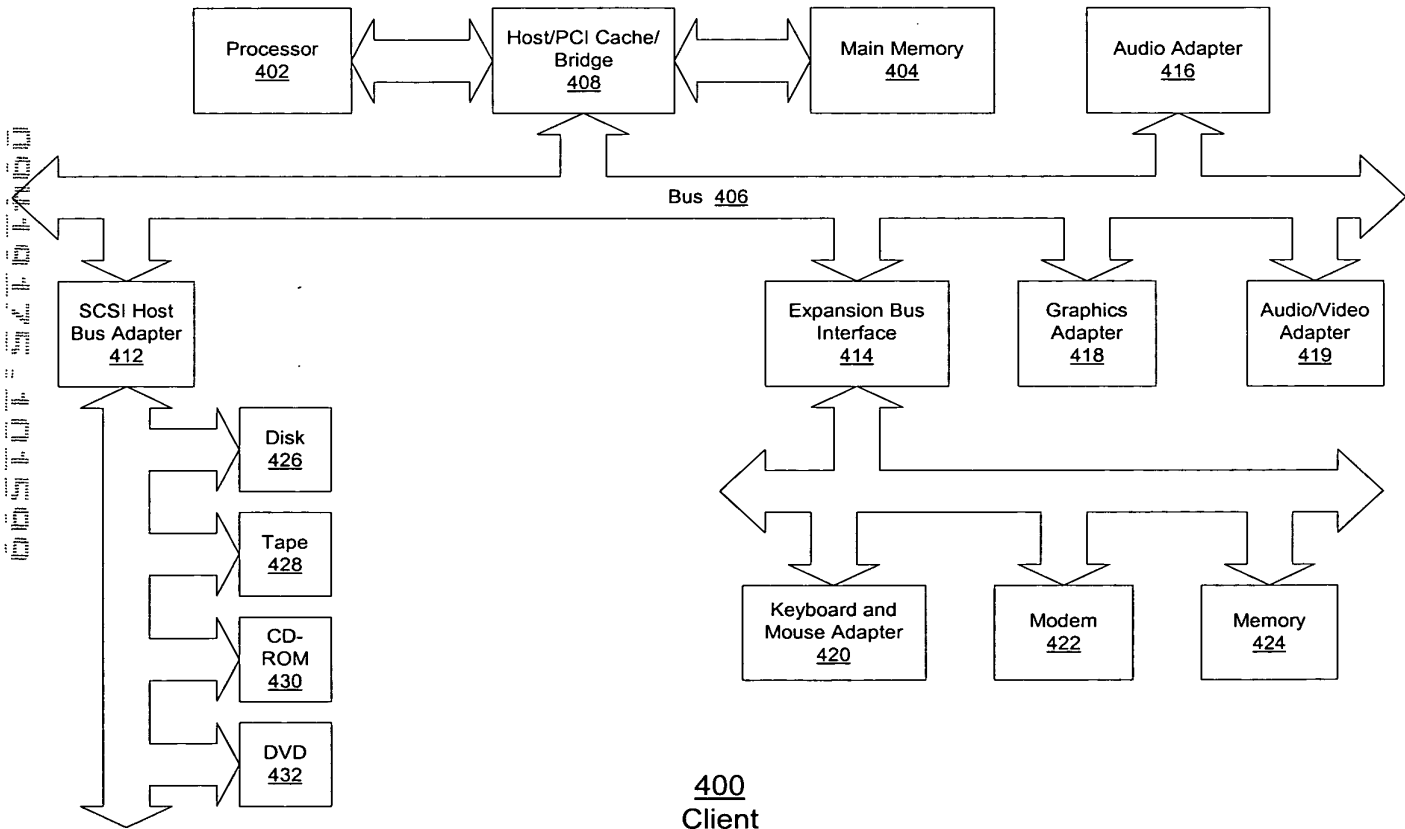 Processor
402
Host/PCI Cache/
Bridge
408
Main Memory
404
Audio Adapter
416
Bus 406
SCSI Host
Bus Adapter
412
Expansion Bus
Interface
414
Graphics
Adapter
418
Audio/Video
Adapter
419
Disk
426
Tape
428
CD-
ROM
430
DVD
432
Keyboard and
Mouse Adapter
420
Modem
422
Memory
424
400
Client